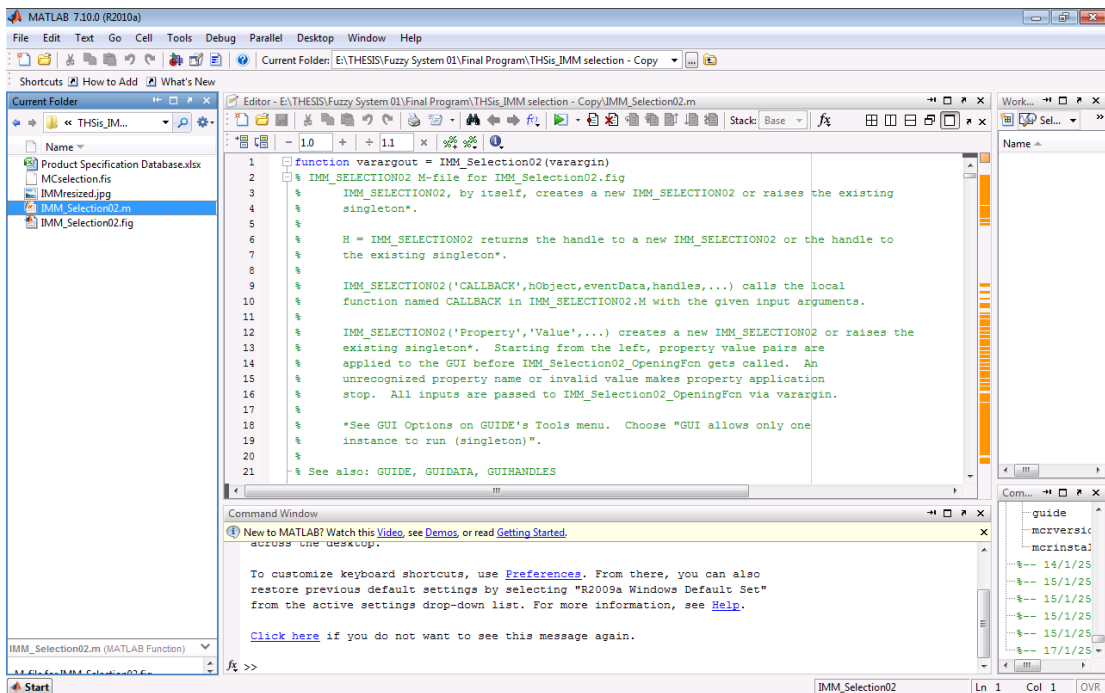 MATLAB 7.10.0 (R2010a)
File Edit Text Go Cell Tools Debug Parallel Desktop Window Help
Current Folder: E:\THESIS\Fuzzy System 01\Final Program\THSis_IMM selection - Copy
Shortcuts How to Add What's New
Current Folder
« THSis_IM...
Name
Product Specification Database.xlsx
MCselection.fis
IMMresized.jpg
IMM_Selection02.m
IMM_Selection02.fig
IMM_Selection02.m (MATLAB Function)
Editor - E:\THESIS\Fuzzy System 01\Final Program\THSis_IMM selection - Copy\IMM_Selection02.m
Stack: Base fx
- 1.0 + ÷ 1.1 ×
1 function varargout = IMM_Selection02(varargin)
2 % IMM_SELECTION02 M-file for IMM_Selection02.fig
3 % IMM_SELECTION02, by itself, creates a new IMM_SELECTION02 or raises the existing
4 % singleton*.
5 %
6 % H = IMM_SELECTION02 returns the handle to a new IMM_SELECTION02 or the handle to
7 % the existing singleton*.
8 %
9 % IMM_SELECTION02('CALLBACK',hObject,eventData,handles,...) calls the local
10 % function named CALLBACK in IMM_SELECTION02.M with the given input arguments.
11 %
12 % IMM_SELECTION02('Property','Value',...) creates a new IMM_SELECTION02 or raises the
13 % existing singleton*. Starting from the left, property value pairs are
14 % applied to the GUI before IMM_Selection02_OpeningFcn gets called. An
15 % unrecognized property name or invalid value makes property application
16 % stop. All inputs are passed to IMM_Selection02_OpeningFcn via varargin.
17 %
18 % *See GUI Options on GUIDE's Tools menu. Choose "GUI allows only one
19 % instance to run (singleton)".
20 %
21 % See also: GUIDE, GUIDATA, GUIHANDLES
Command Window
New to MATLAB? Watch this Video, see Demos, or read Getting Started.
across the desktop.
To customize keyboard shortcuts, use Preferences. From there, you can also
restore previous default settings by selecting "R2009a Windows Default Set"
from the active settings drop-down list. For more information, see Help.
Click here if you do not want to see this message again.
fx >>
Work...
Sel...
Name
Com...
guide
mcrversic
mcrinstal
%-- 14/1/25
%-- 15/1/25
%-- 15/1/25
%-- 15/1/25
%-- 15/1/25
%-- 17/1/25
Start
IMM_Selection02 Ln 1 Col 1 OVR